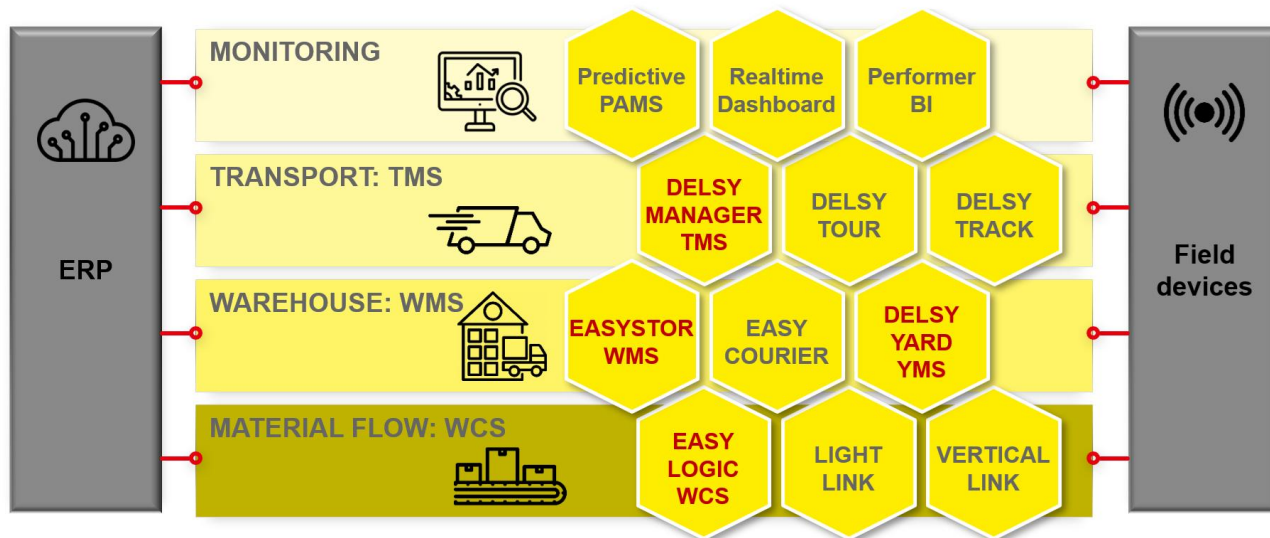 ERP
MONITORING
Predictive
PAMS
Realtime
Dashboard
Performer
BI
TRANSPORT: TMS
DELSY
MANAGER
TMS
DELSY
TOUR
DELSY
TRACK
WAREHOUSE: WMS
EASYSTOR
WMS
EASY
COURIER
DELSY
YARD
YMS
MATERIAL FLOW: WCS
EASY
LOGIC
WCS
LIGHT
LINK
VERTICAL
LINK
Field
devices